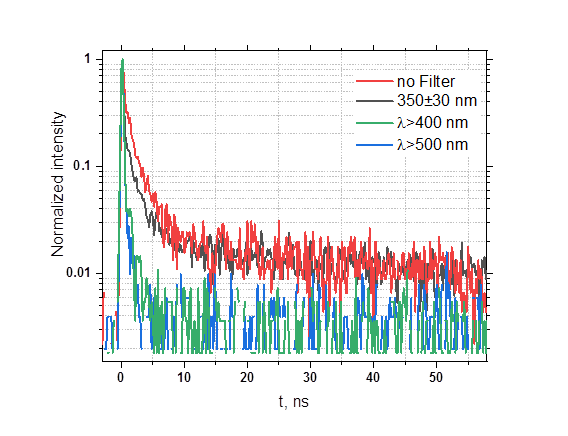 1
0.1
0.01
Normalized intensity
no Filter
350±30 nm
λ>400 nm
λ>500 nm
0 10 20 30 40 50
t, ns